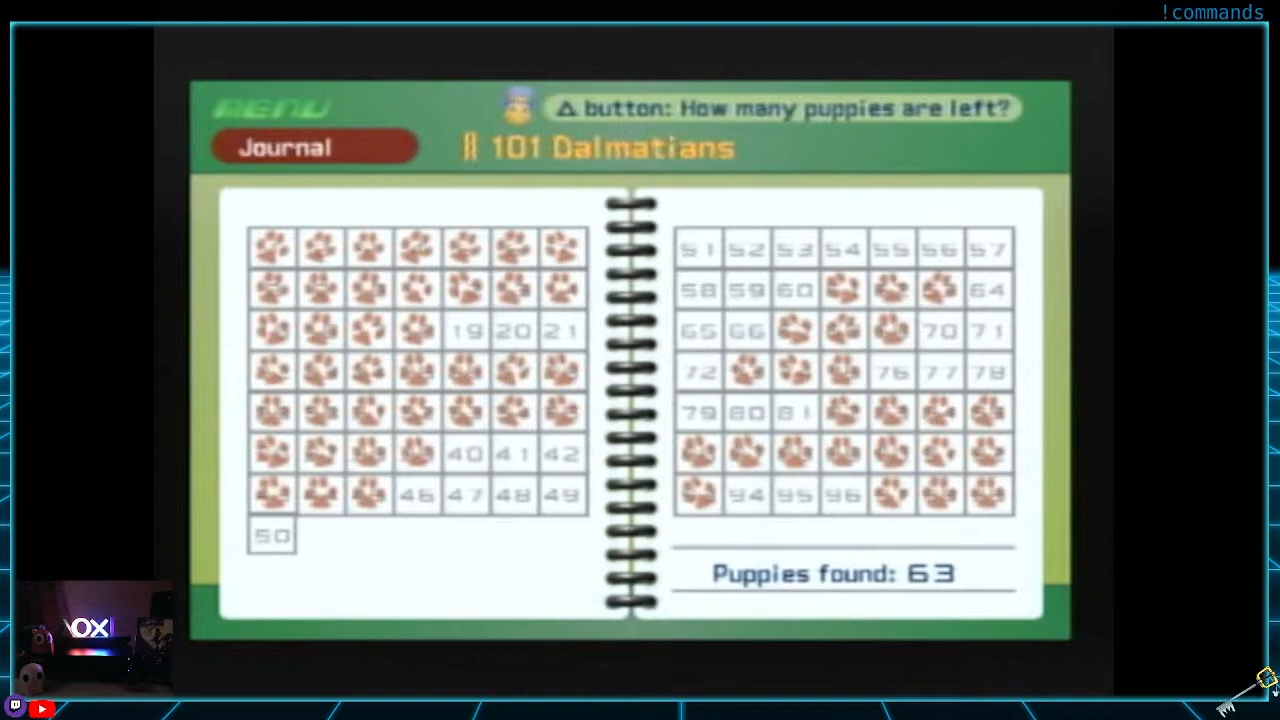 !commands
MENU
△ button: How many puppies are left?
Journal
101 Dalmatians
51 52 53 54 55 56 57
58 59 60 64
19 20 21 65 66 70 71
72 76 77 78
79 80 81
40 41 42
46 47 48 49 94 95 96
50
Puppies found: 63